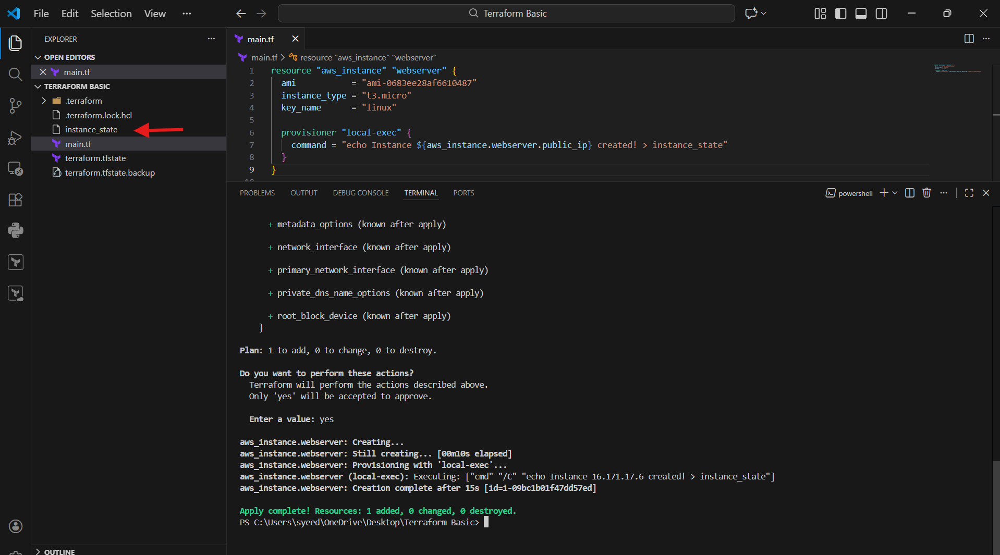 File Edit Selection View ···
Terraform Basic
EXPLORER
OPEN EDITORS
main.tf
TERRAFORM BASIC
.terraform
.terraform.lock.hcl
instance_state
main.tf
terraform.tfstate
terraform.tfstate.backup
OUTLINE
main.tf
main.tf > resource "aws_instance" "webserver"
1 resource "aws_instance" "webserver" {
2 ami = "ami-0683ee28af6610487"
3 instance_type = "t3.micro"
4 key_name = "linux"
5
6 provisioner "local-exec" {
7 command = "echo Instance ${aws_instance.webserver.public_ip} created! > instance_state"
8 }
9 }
10
PROBLEMS OUTPUT DEBUG CONSOLE TERMINAL PORTS
powershell
+ metadata_options (known after apply)
+ network_interface (known after apply)
+ primary_network_interface (known after apply)
+ private_dns_name_options (known after apply)
+ root_block_device (known after apply)
}
Plan: 1 to add, 0 to change, 0 to destroy.
Do you want to perform these actions?
Terraform will perform the actions described above.
Only 'yes' will be accepted to approve.
Enter a value: yes
aws_instance.webserver: Creating...
aws_instance.webserver: Still creating... [00m10s elapsed]
aws_instance.webserver: Provisioning with 'local-exec'...
aws_instance.webserver (local-exec): Executing: ["cmd" "/C" "echo Instance 16.171.17.6 created! > instance_state"]
aws_instance.webserver: Creation complete after 15s [id=i-09bc1b01f47dd57ed]
Apply complete! Resources: 1 added, 0 changed, 0 destroyed.
PS C:\Users\syeed\OneDrive\Desktop\Terraform Basic>